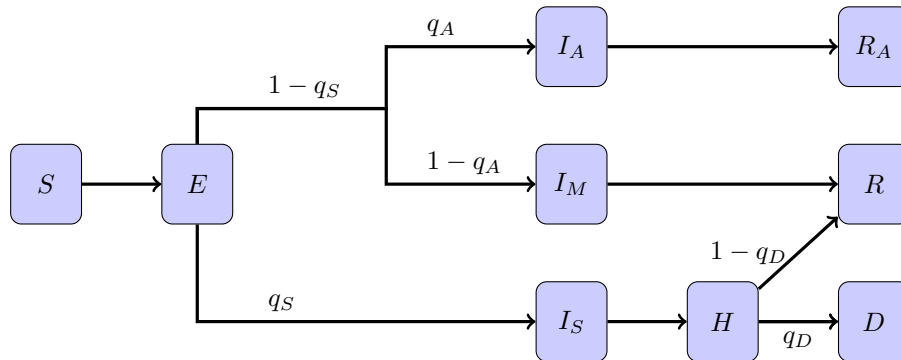 q_A
I_A
R_A
1 − q_S
1 − q_A
S
E
I_M
R
1 − q_D
q_S
I_S
H
q_D
D